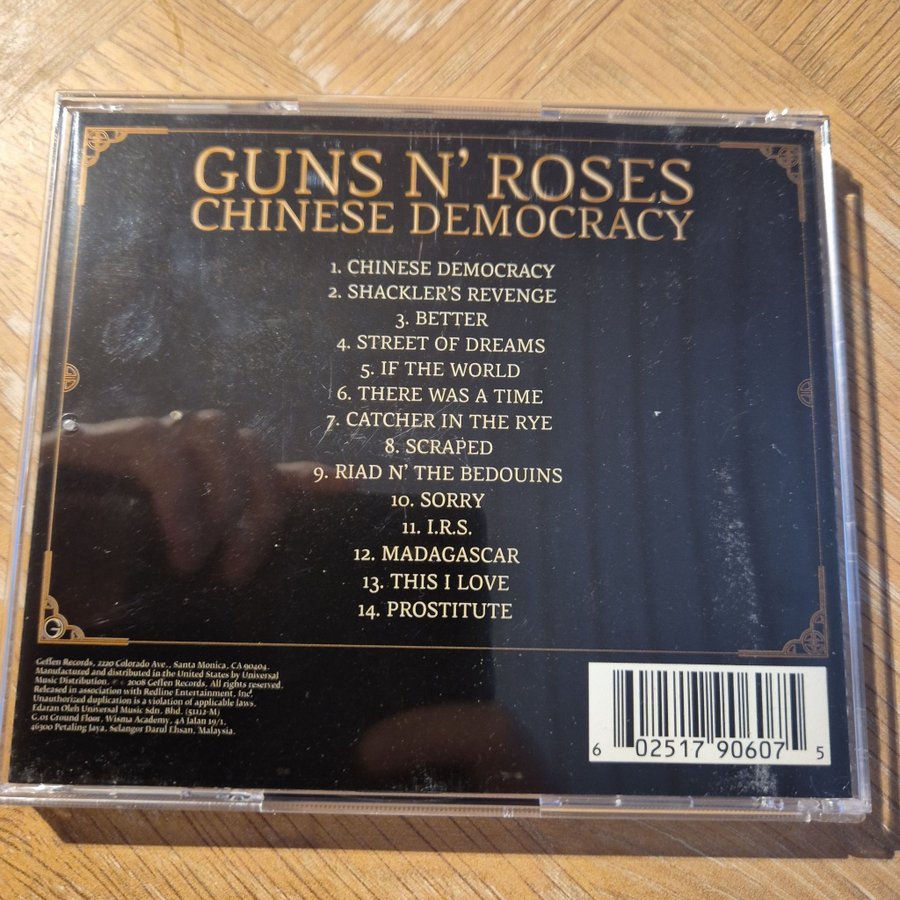 GUNS N' ROSES
CHINESE DEMOCRACY
1. CHINESE DEMOCRACY
2. SHACKLER'S REVENGE
3. BETTER
4. STREET OF DREAMS
5. IF THE WORLD
6. THERE WAS A TIME
7. CATCHER IN THE RYE
8. SCRAPED
9. RIAD N' THE BEDOUINS
10. SORRY
11. I.R.S.
12. MADAGASCAR
13. THIS I LOVE
14. PROSTITUTE
G
Geffen Records, 2220 Colorado Ave., Santa Monica, CA 90404.
Manufactured and distributed in the United States by Universal
Music Distribution. 2008 Geffen Records. All rights reserved.
Released in association with Redline Entertainment, Inc.
Unauthorized duplication is a violation of applicable laws.
Edaran Oleh Universal Music Sdn. Bhd. (51112-M)
G.01 Ground Floor, Wisma Academy, 4A Jalan 19/1,
46300 Petaling Jaya, Selangor Darul Ehsan, Malaysia.
6 02517 90607 5